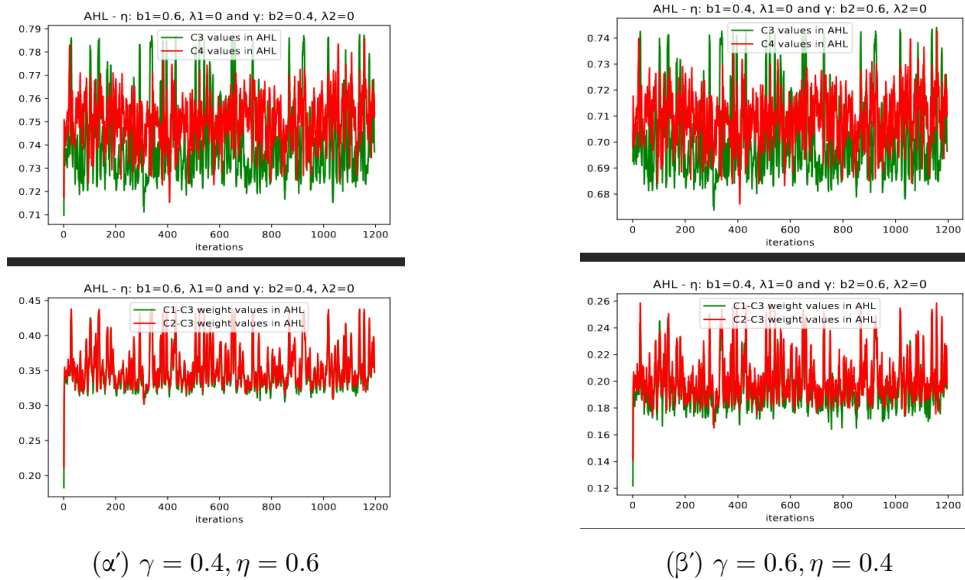 AHL - η: b1=0.6, λ1=0 and γ: b2=0.4, λ2=0
0.79
0.78
0.77
0.76
0.75
0.74
0.73
0.72
0.71
C3 values in AHL
C4 values in AHL
0 200 400 600 800 1000 1200
iterations
AHL - η: b1=0.6, λ1=0 and γ: b2=0.4, λ2=0
0.45
0.40
0.35
0.30
0.25
0.20
C1-C3 weight values in AHL
C2-C3 weight values in AHL
0 200 400 600 800 1000 1200
iterations
(α´) γ = 0.4, η = 0.6
AHL - η: b1=0.4, λ1=0 and γ: b2=0.6, λ2=0
0.74
0.73
0.72
0.71
0.70
0.69
0.68
C3 values in AHL
C4 values in AHL
0 200 400 600 800 1000 1200
iterations
AHL - η: b1=0.4, λ1=0 and γ: b2=0.6, λ2=0
0.26
0.24
0.22
0.20
0.18
0.16
0.14
0.12
C1-C3 weight values in AHL
C2-C3 weight values in AHL
0 200 400 600 800 1000 1200
iterations
(β´) γ = 0.6, η = 0.4